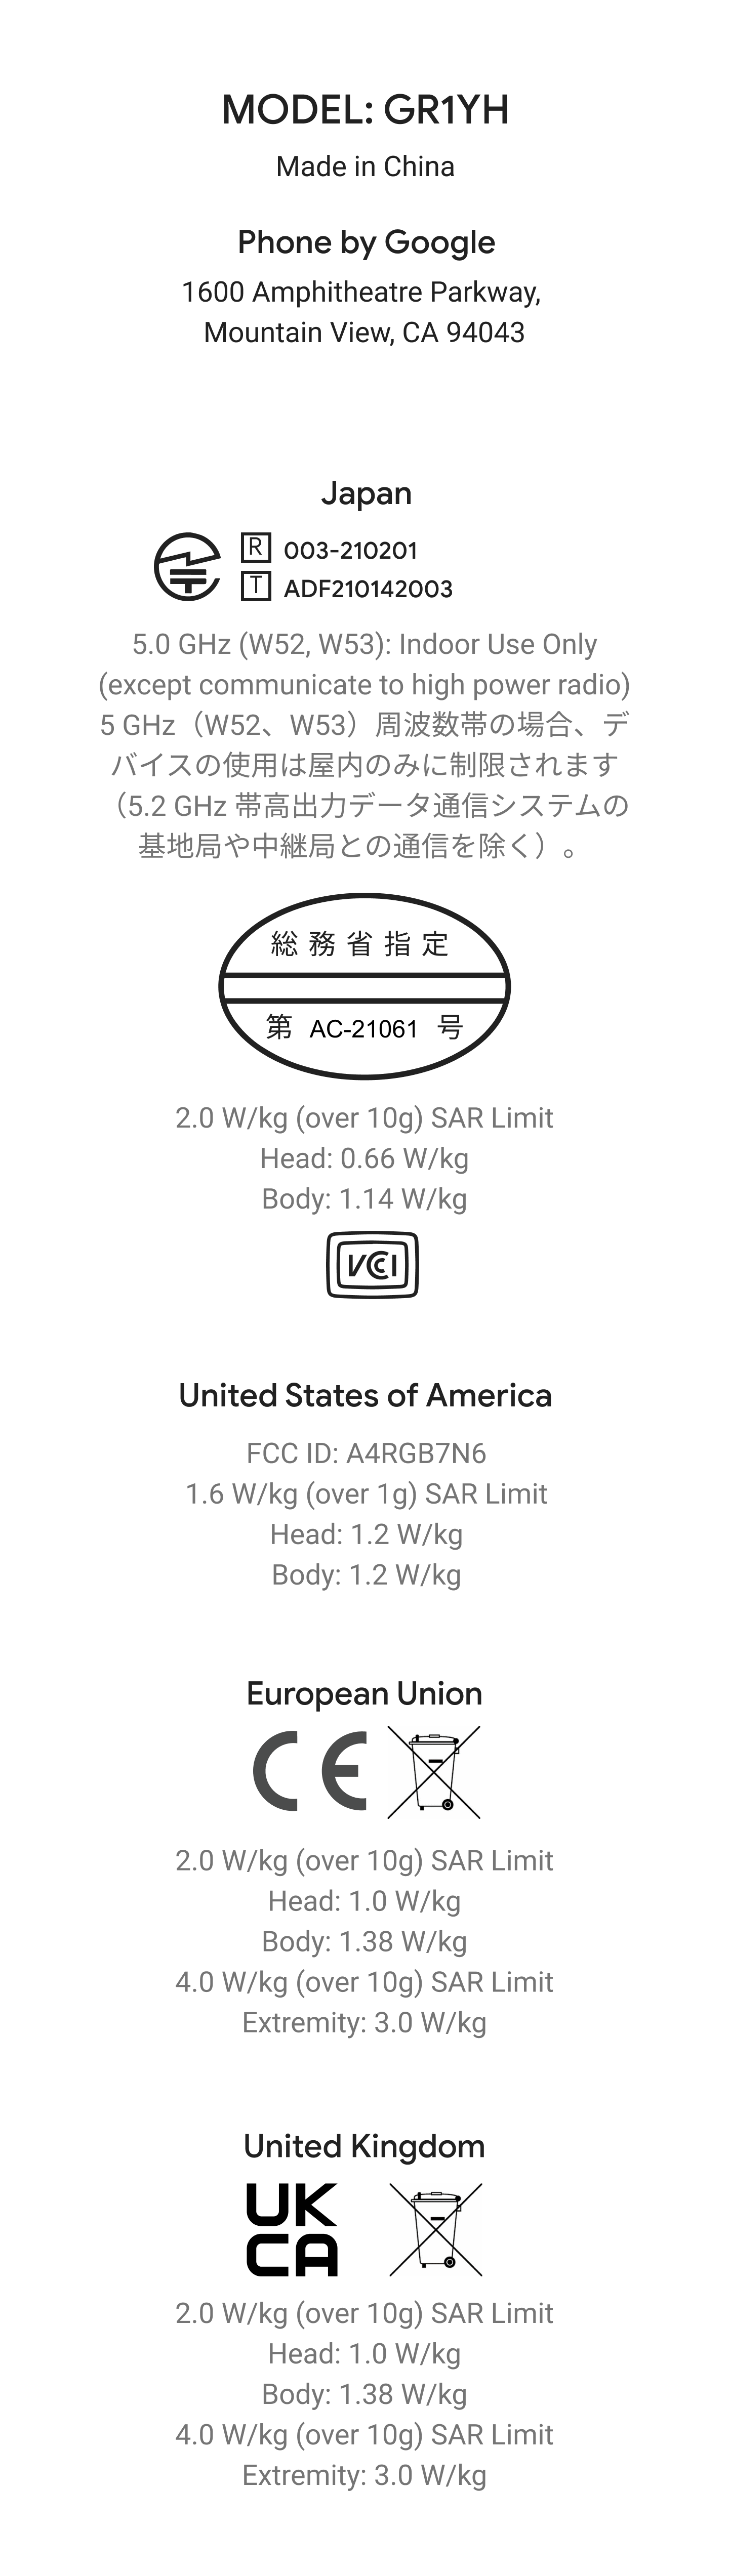 MODEL: GR1YH
Made in China
Phone by Google
1600 Amphitheatre Parkway,
Mountain View, CA 94043
Japan
R 003-210201
T ADF210142003
5.0 GHz (W52, W53): Indoor Use Only
(except communicate to high power radio)
5 GHz（W52、W53）周波数帯の場合、デ
バイスの使用は屋内のみに制限されます
（5.2 GHz 帯高出力データ通信システムの
基地局や中継局との通信を除く）。
総務省指定
第 AC-21061 号
2.0 W/kg (over 10g) SAR Limit
Head: 0.66 W/kg
Body: 1.14 W/kg
VCCI
United States of America
FCC ID: A4RGB7N6
1.6 W/kg (over 1g) SAR Limit
Head: 1.2 W/kg
Body: 1.2 W/kg
European Union
CE
2.0 W/kg (over 10g) SAR Limit
Head: 1.0 W/kg
Body: 1.38 W/kg
4.0 W/kg (over 10g) SAR Limit
Extremity: 3.0 W/kg
United Kingdom
UK
CA
2.0 W/kg (over 10g) SAR Limit
Head: 1.0 W/kg
Body: 1.38 W/kg
4.0 W/kg (over 10g) SAR Limit
Extremity: 3.0 W/kg